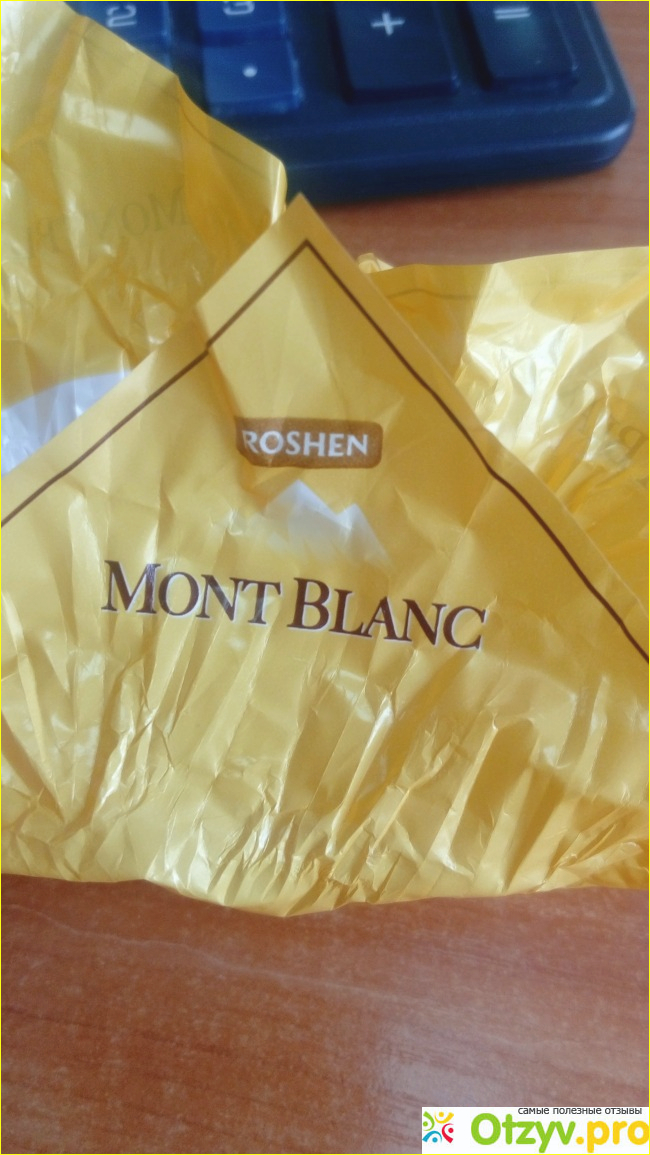 +
=
ROSHEN
MONT BLANC
самые полезные отзывы
Otzyv.pro